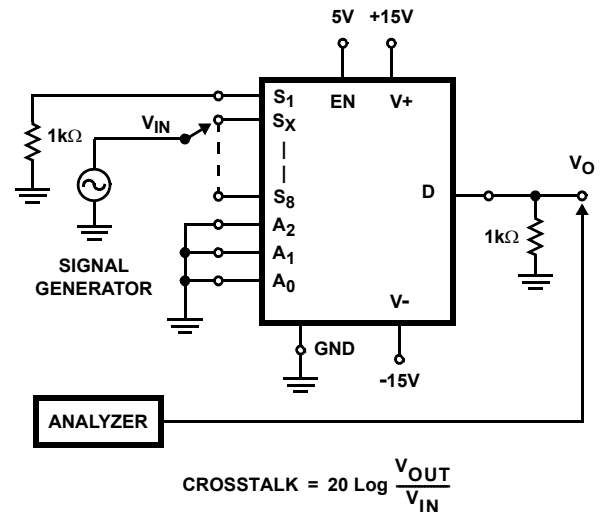 5V +15V
S1
EN V+
1kΩ
VIN
SX
VO
S8
D
A2
1kΩ
SIGNAL
GENERATOR
A1
A0
V-
GND
-15V
ANALYZER
CROSSTALK = 20 Log VOUT
VIN